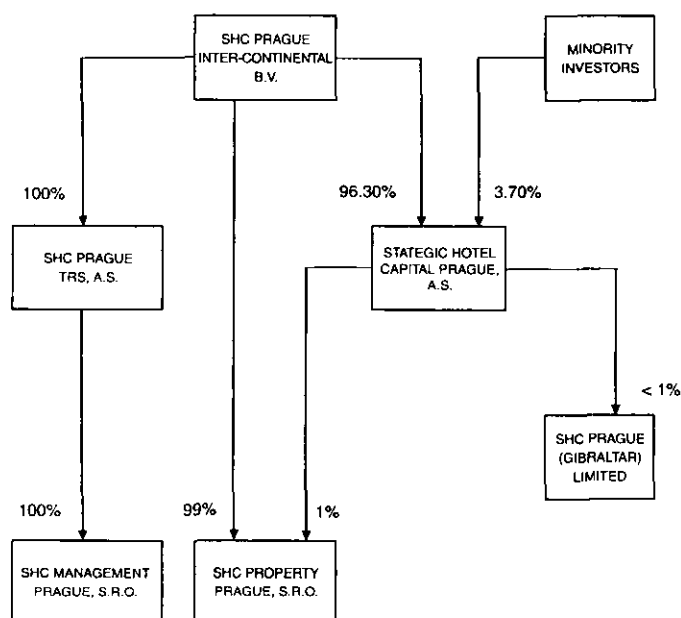 SHC PRAGUE
INTER-CONTINENTAL
B.V.
MINORITY
INVESTORS
100%
96.30%
3.70%
SHC PRAGUE
TRS, A.S.
STATEGIC HOTEL
CAPITAL PRAGUE,
A.S.
< 1%
SHC PRAGUE
(GIBRALTAR)
LIMITED
100%
99%
1%
SHC MANAGEMENT
PRAGUE, S.R.O.
SHC PROPERTY
PRAGUE, S.R.O.